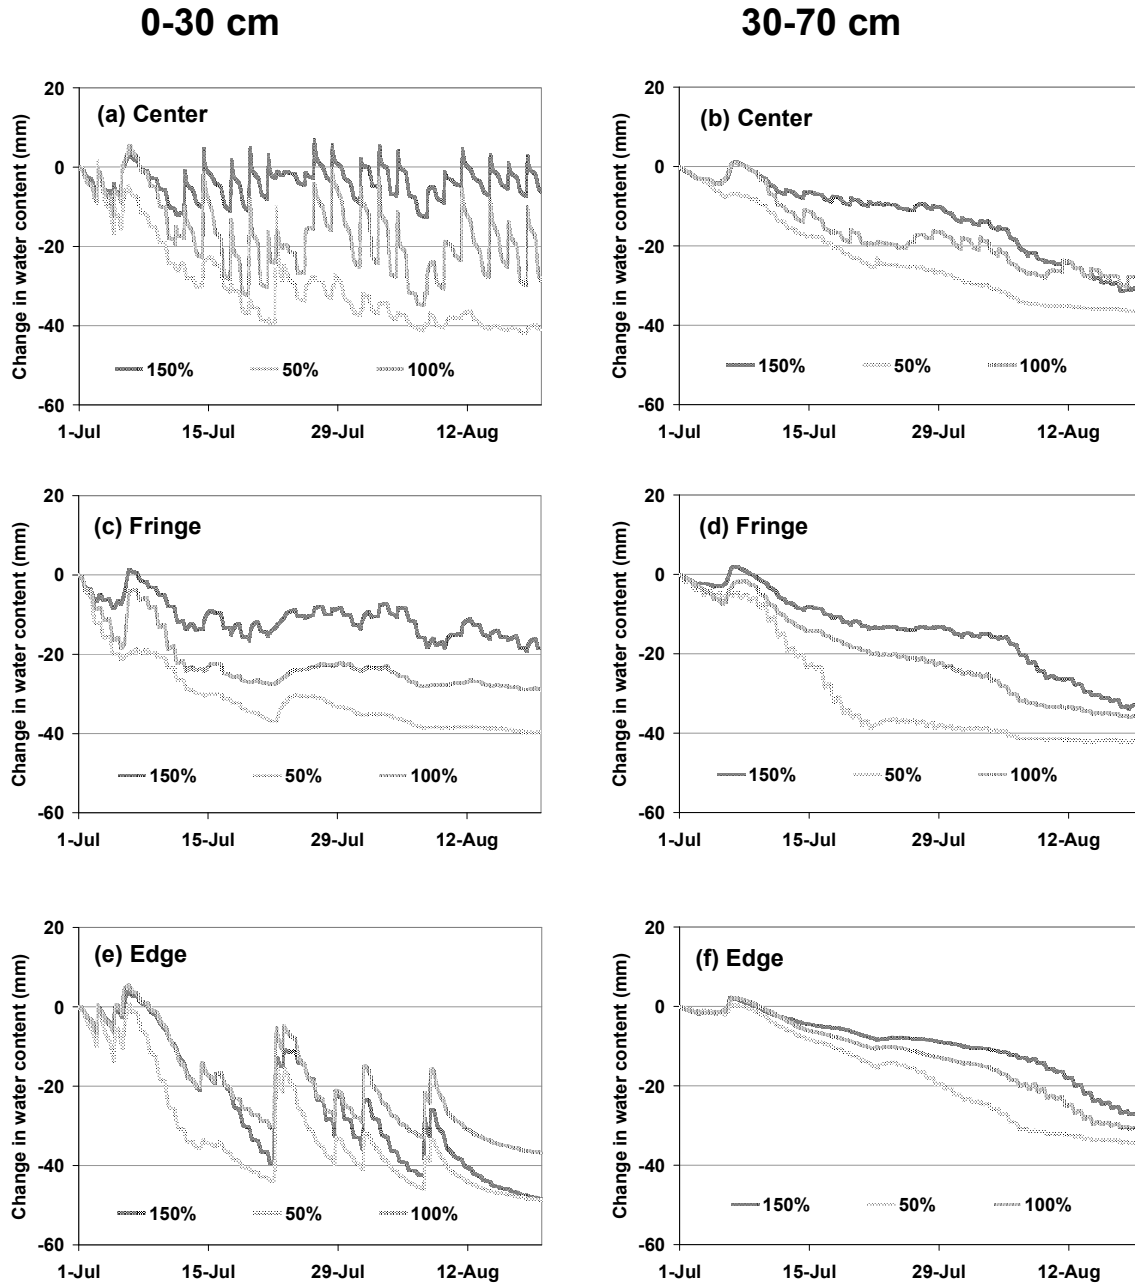 0-30 cm
30-70 cm
Change in water content (mm)
20
0
-20
-40
-60
(a) Center
150% 50% 100%
1-Jul 15-Jul 29-Jul 12-Aug
Change in water content (mm)
20
0
-20
-40
-60
(b) Center
150% 50% 100%
1-Jul 15-Jul 29-Jul 12-Aug
Change in water content (mm)
20
0
-20
-40
-60
(c) Fringe
150% 50% 100%
1-Jul 15-Jul 29-Jul 12-Aug
Change in water content (mm)
20
0
-20
-40
-60
(d) Fringe
150% 50% 100%
1-Jul 15-Jul 29-Jul 12-Aug
Change in water content (mm)
20
0
-20
-40
-60
(e) Edge
150% 50% 100%
1-Jul 15-Jul 29-Jul 12-Aug
Change in water content (mm)
20
0
-20
-40
-60
(f) Edge
150% 50% 100%
1-Jul 15-Jul 29-Jul 12-Aug